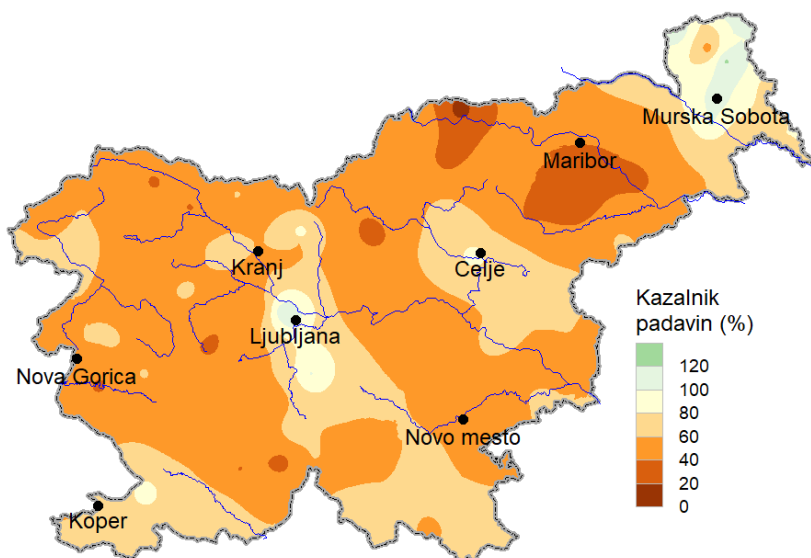 Murska Sobota
Maribor
Kranj
Celje
Ljubljana
Nova Gorica
Novo mesto
Koper
Kazalnik
padavin (%)
120
100
80
60
40
20
0